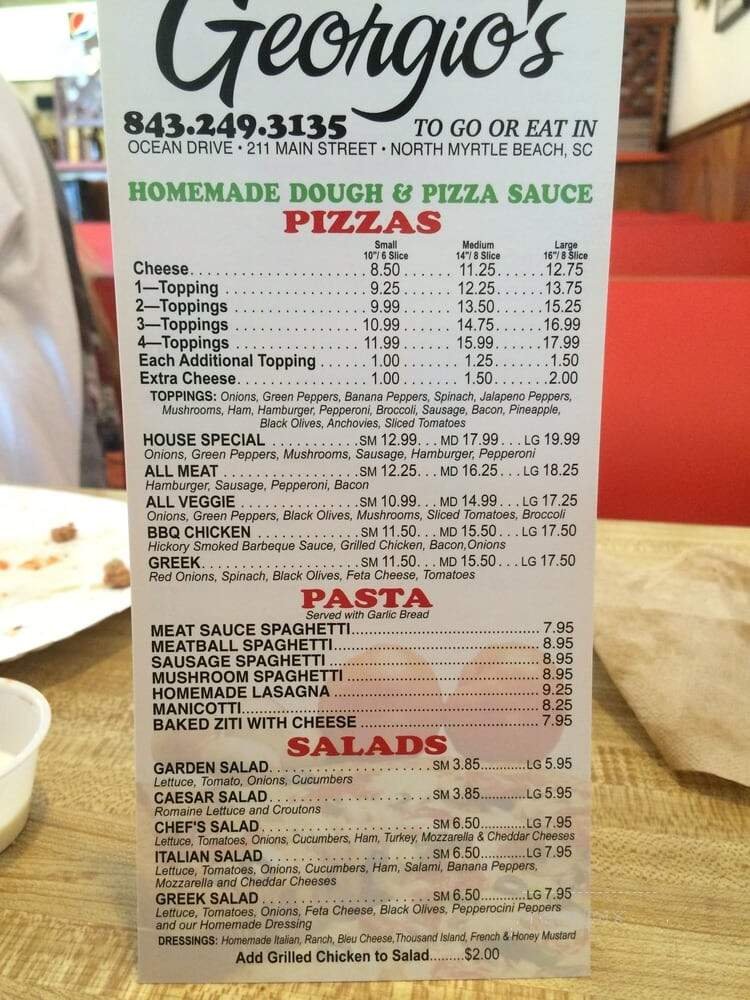 Georgio's
843.249.3135 TO GO OR EAT IN
OCEAN DRIVE • 211 MAIN STREET • NORTH MYRTLE BEACH, SC
HOMEMADE DOUGH & PIZZA SAUCE
PIZZAS
Small Medium Large
10"/ 6 Slice 14"/ 8 Slice 16"/ 8 Slice
Cheese. . . . . . . . . . . . . . . . . . . . 8.50 . . . . . . 11.25. . . . . . 12.75
1—Topping . . . . . . . . . . . . . . . . . 9.25 . . . . . . 12.25. . . . . . 13.75
2—Toppings . . . . . . . . . . . . . . . . 9.99 . . . . . . 13.50. . . . . . 15.25
3—Toppings . . . . . . . . . . . . . . . 10.99 . . . . . . 14.75. . . . . . 16.99
4—Toppings . . . . . . . . . . . . . . . 11.99 . . . . . . 15.99. . . . . . 17.99
Each Additional Topping . . . . . . 1.00 . . . . . . . 1.25. . . . . . . 1.50
Extra Cheese. . . . . . . . . . . . . . . . 1.00 . . . . . . . 1.50. . . . . . . 2.00
TOPPINGS: Onions, Green Peppers, Banana Peppers, Spinach, Jalapeno Peppers,
Mushrooms, Ham, Hamburger, Pepperoni, Broccoli, Sausage, Bacon, Pineapple,
Black Olives, Anchovies, Sliced Tomatoes
HOUSE SPECIAL . . . . . . . . . . . SM 12.99. . . MD 17.99 . . . LG 19.99
Onions, Green Peppers, Mushrooms, Sausage, Hamburger, Pepperoni
ALL MEAT . . . . . . . . . . . . . . . . . SM 12.25. . . MD 16.25 . . . LG 18.25
Hamburger, Sausage, Pepperoni, Bacon
ALL VEGGIE . . . . . . . . . . . . . . . SM 10.99. . . MD 14.99 . . . LG 17.25
Onions, Green Peppers, Black Olives, Mushrooms, Sliced Tomatoes, Broccoli
BBQ CHICKEN . . . . . . . . . . . . . SM 11.50. . . MD 15.50 . . . LG 17.50
Hickory Smoked Barbeque Sauce, Grilled Chicken, Bacon,Onions
GREEK. . . . . . . . . . . . . . . . . . . . SM 11.50. . . MD 15.50 . . . LG 17.50
Red Onions, Spinach, Black Olives, Feta Cheese, Tomatoes
PASTA
Served with Garlic Bread
MEAT SAUCE SPAGHETTI............................................ 7.95
MEATBALL SPAGHETTI ............................................... 8.95
SAUSAGE SPAGHETTI ................................................ 8.95
MUSHROOM SPAGHETTI ............................................. 8.95
HOMEMADE LASAGNA ................................................ 9.25
MANICOTTI.................................................................... 8.25
BAKED ZITI WITH CHEESE .......................................... 7.95
SALADS
GARDEN SALAD. . . . . . . . . . . . . . . . . . . . . . SM 3.85............LG 5.95
Lettuce, Tomato, Onions, Cucumbers
CAESAR SALAD. . . . . . . . . . . . . . . . . . . . . . SM 3.85............LG 5.95
Romaine Lettuce and Croutons
CHEF'S SALAD . . . . . . . . . . . . . . . . . . . . . . . SM 6.50............LG 7.95
Lettuce, Tomatoes, Onions, Cucumbers, Ham, Turkey, Mozzarella & Cheddar Cheeses
ITALIAN SALAD . . . . . . . . . . . . . . . . . . . . . . SM 6.50............LG 7.95
Lettuce, Tomatoes, Onions, Cucumbers, Ham, Salami, Banana Peppers,
Mozzarella and Cheddar Cheeses
GREEK SALAD . . . . . . . . . . . . . . . . . . . . . . . SM 6.50............LG 7.95
Lettuce, Tomatoes, Onions, Feta Cheese, Black Olives, Pepperocini Peppers
and our Homemade Dressing
DRESSINGS: Homemade Italian, Ranch, Bleu Cheese,Thousand Island, French & Honey Mustard
Add Grilled Chicken to Salad.........$2.00